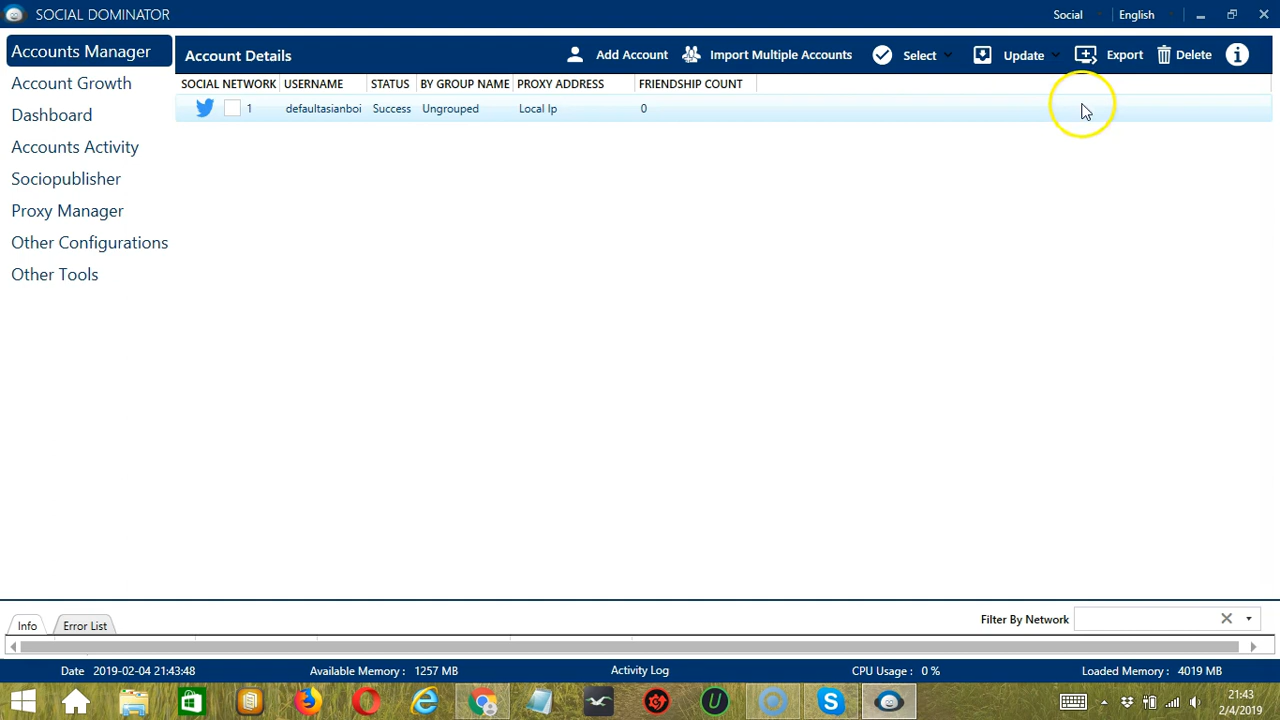 SOCIAL DOMINATOR
Social
English
Accounts Manager
Account Growth
Dashboard
Accounts Activity
Sociopublisher
Proxy Manager
Other Configurations
Other Tools
Account Details
Add Account
Import Multiple Accounts
Select
Update
Export
Delete
SOCIAL NETWORK USERNAME STATUS BY GROUP NAME PROXY ADDRESS FRIENDSHIP COUNT
1 defaultasianboi Success Ungrouped Local Ip 0
Info
Error List
Filter By Network
Date 2019-02-04 21:43:48 Available Memory : 1257 MB Activity Log CPU Usage : 0 % Loaded Memory : 4019 MB
21:43
2/4/2019